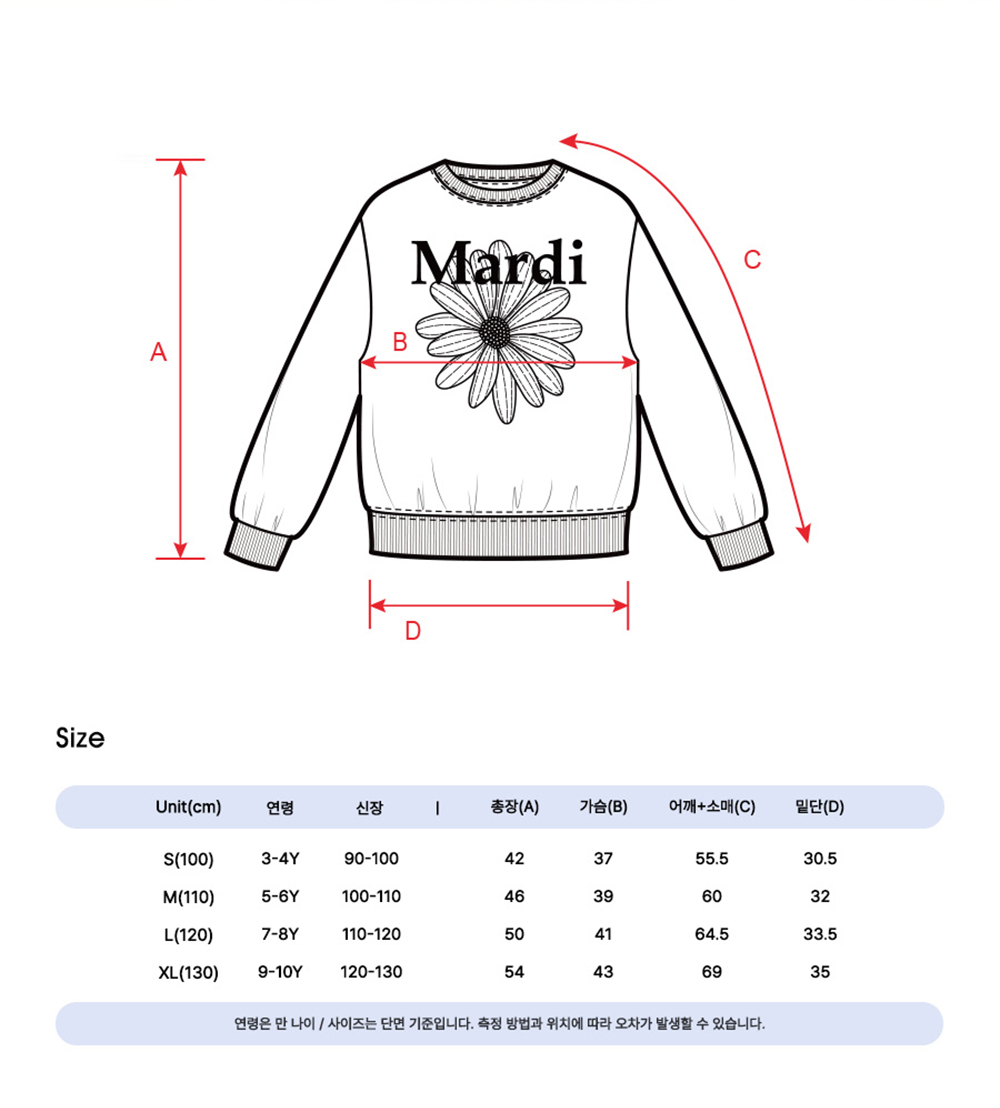 Mardi
A
B
C
D
Size
Unit(cm) 연령 신장 | 총장(A) 가슴(B) 어깨+소매(C) 밑단(D)
S(100) 3-4Y 90-100 42 37 55.5 30.5
M(110) 5-6Y 100-110 46 39 60 32
L(120) 7-8Y 110-120 50 41 64.5 33.5
XL(130) 9-10Y 120-130 54 43 69 35
연령은 만 나이 / 사이즈는 단면 기준입니다. 측정 방법과 위치에 따라 오차가 발생할 수 있습니다.